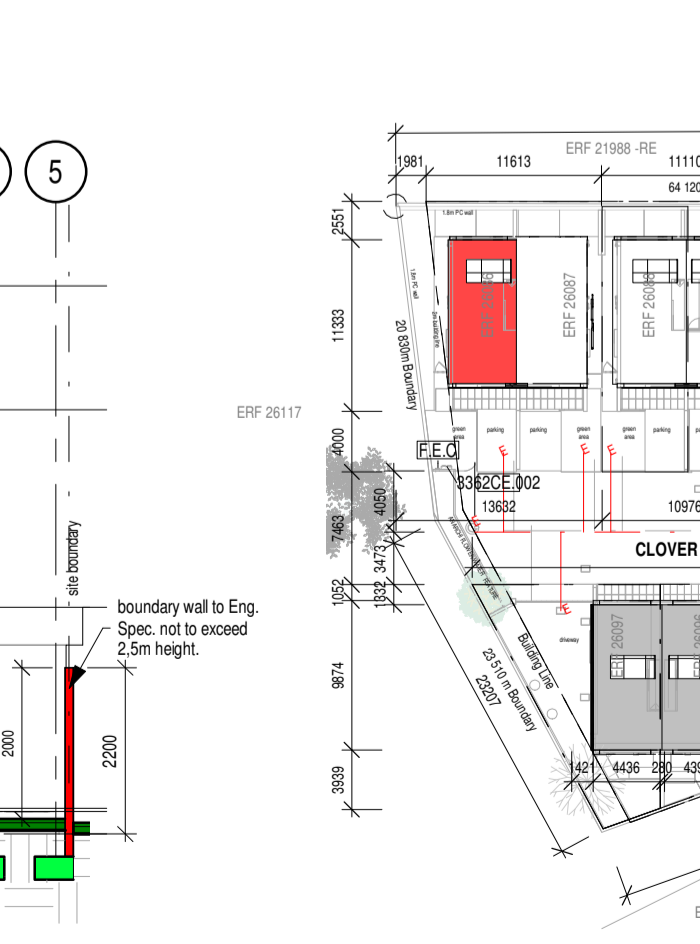 5
site boundary
boundary wall to Eng.
Spec. not to exceed
2,5m height.
2000
2200
ERF 26117
ERF 21988 -RE
1981
11613
11110
64 120
2551
11333
4000
7463
1052
9874
3939
4050
3473
1332
1.8m PC wall
1.8m PC wall
20 830m Boundary
ERF 26086
ERF 26087
ERF 26088
green
area
parking
parking
green
area
green
area
parking
F.E.C
3362CE.002
13632
10976
E
E
E
E
E
CLOVER
ERF 26097
driveway
Building Line
23 510 m Boundary
23207
1421
4436
280
439